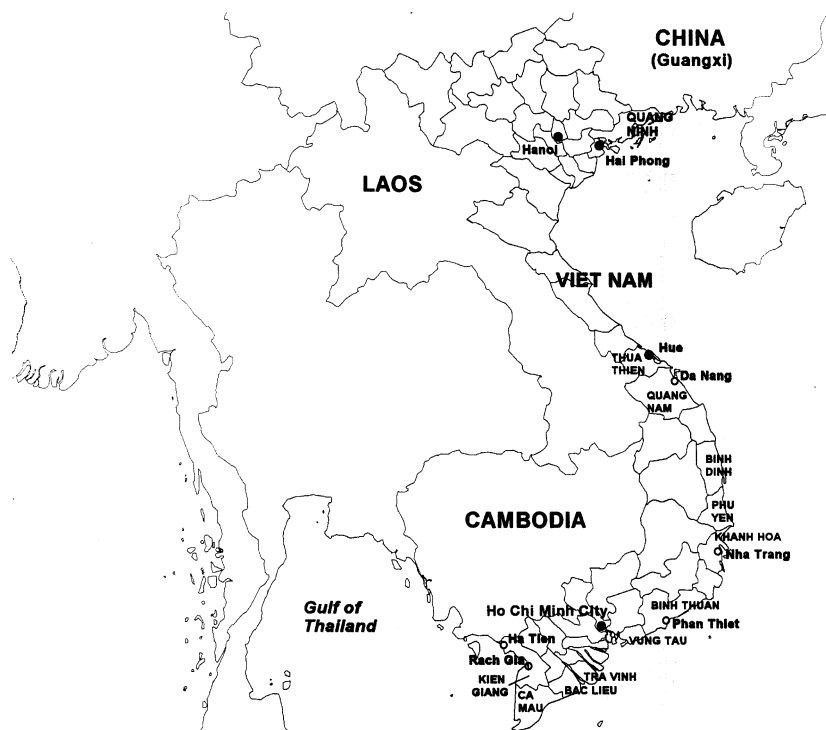 CHINA
(Guangxi)
QUANG
NINH
Hanoi
Hai Phong
LAOS
VIET NAM
Hue
THUA
THIEN
Da Nang
QUANG
NAM
BINH
DINH
PHU
YEN
CAMBODIA
KHANH HOA
Nha Trang
Gulf of
Thailand
Ho Chi Minh City
BINH THUAN
Phan Thiet
Ha Tien
VUNG TAU
Rach Gia
KIEN
GIANG
TRA VINH
BAC LIEU
CA
MAU